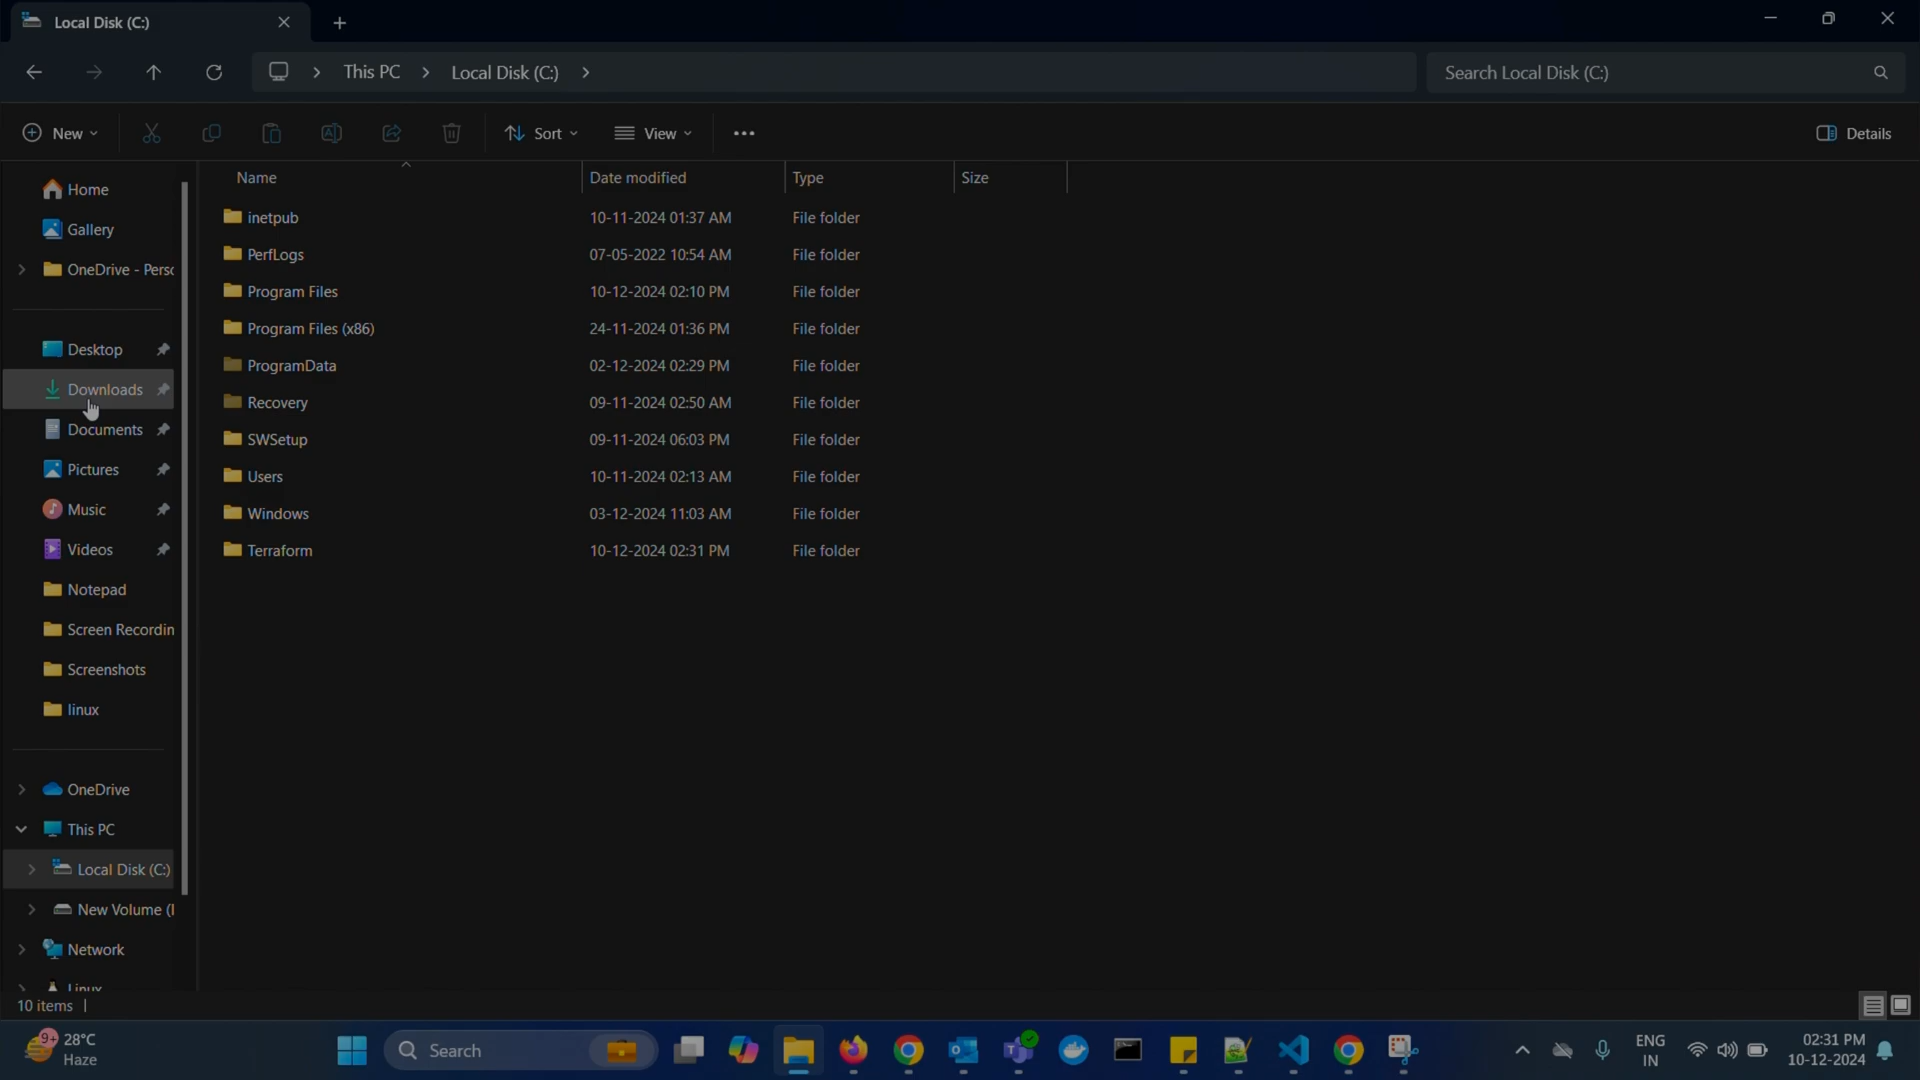 Local Disk (C:)
This PC
Local Disk (C:)
Search Local Disk (C:)
New
Sort
View
Details
Name Date modified Type Size
inetpub 10-11-2024 01:37 AM File folder
PerfLogs 07-05-2022 10:54 AM File folder
Program Files 10-12-2024 02:10 PM File folder
Program Files (x86) 24-11-2024 01:36 PM File folder
ProgramData 02-12-2024 02:29 PM File folder
Recovery 09-11-2024 02:50 AM File folder
SWSetup 09-11-2024 06:03 PM File folder
Users 10-11-2024 02:13 AM File folder
Windows 03-12-2024 11:03 AM File folder
Terraform 10-12-2024 02:31 PM File folder
Home
Gallery
OneDrive - Perso
Desktop
Downloads
Documents
Pictures
Music
Videos
Notepad
Screen Recordin
Screenshots
linux
OneDrive
This PC
Local Disk (C:)
New Volume (
Network
Linux
10 items
9+
28°C
Haze
Search
ENG
IN
02:31 PM
10-12-2024